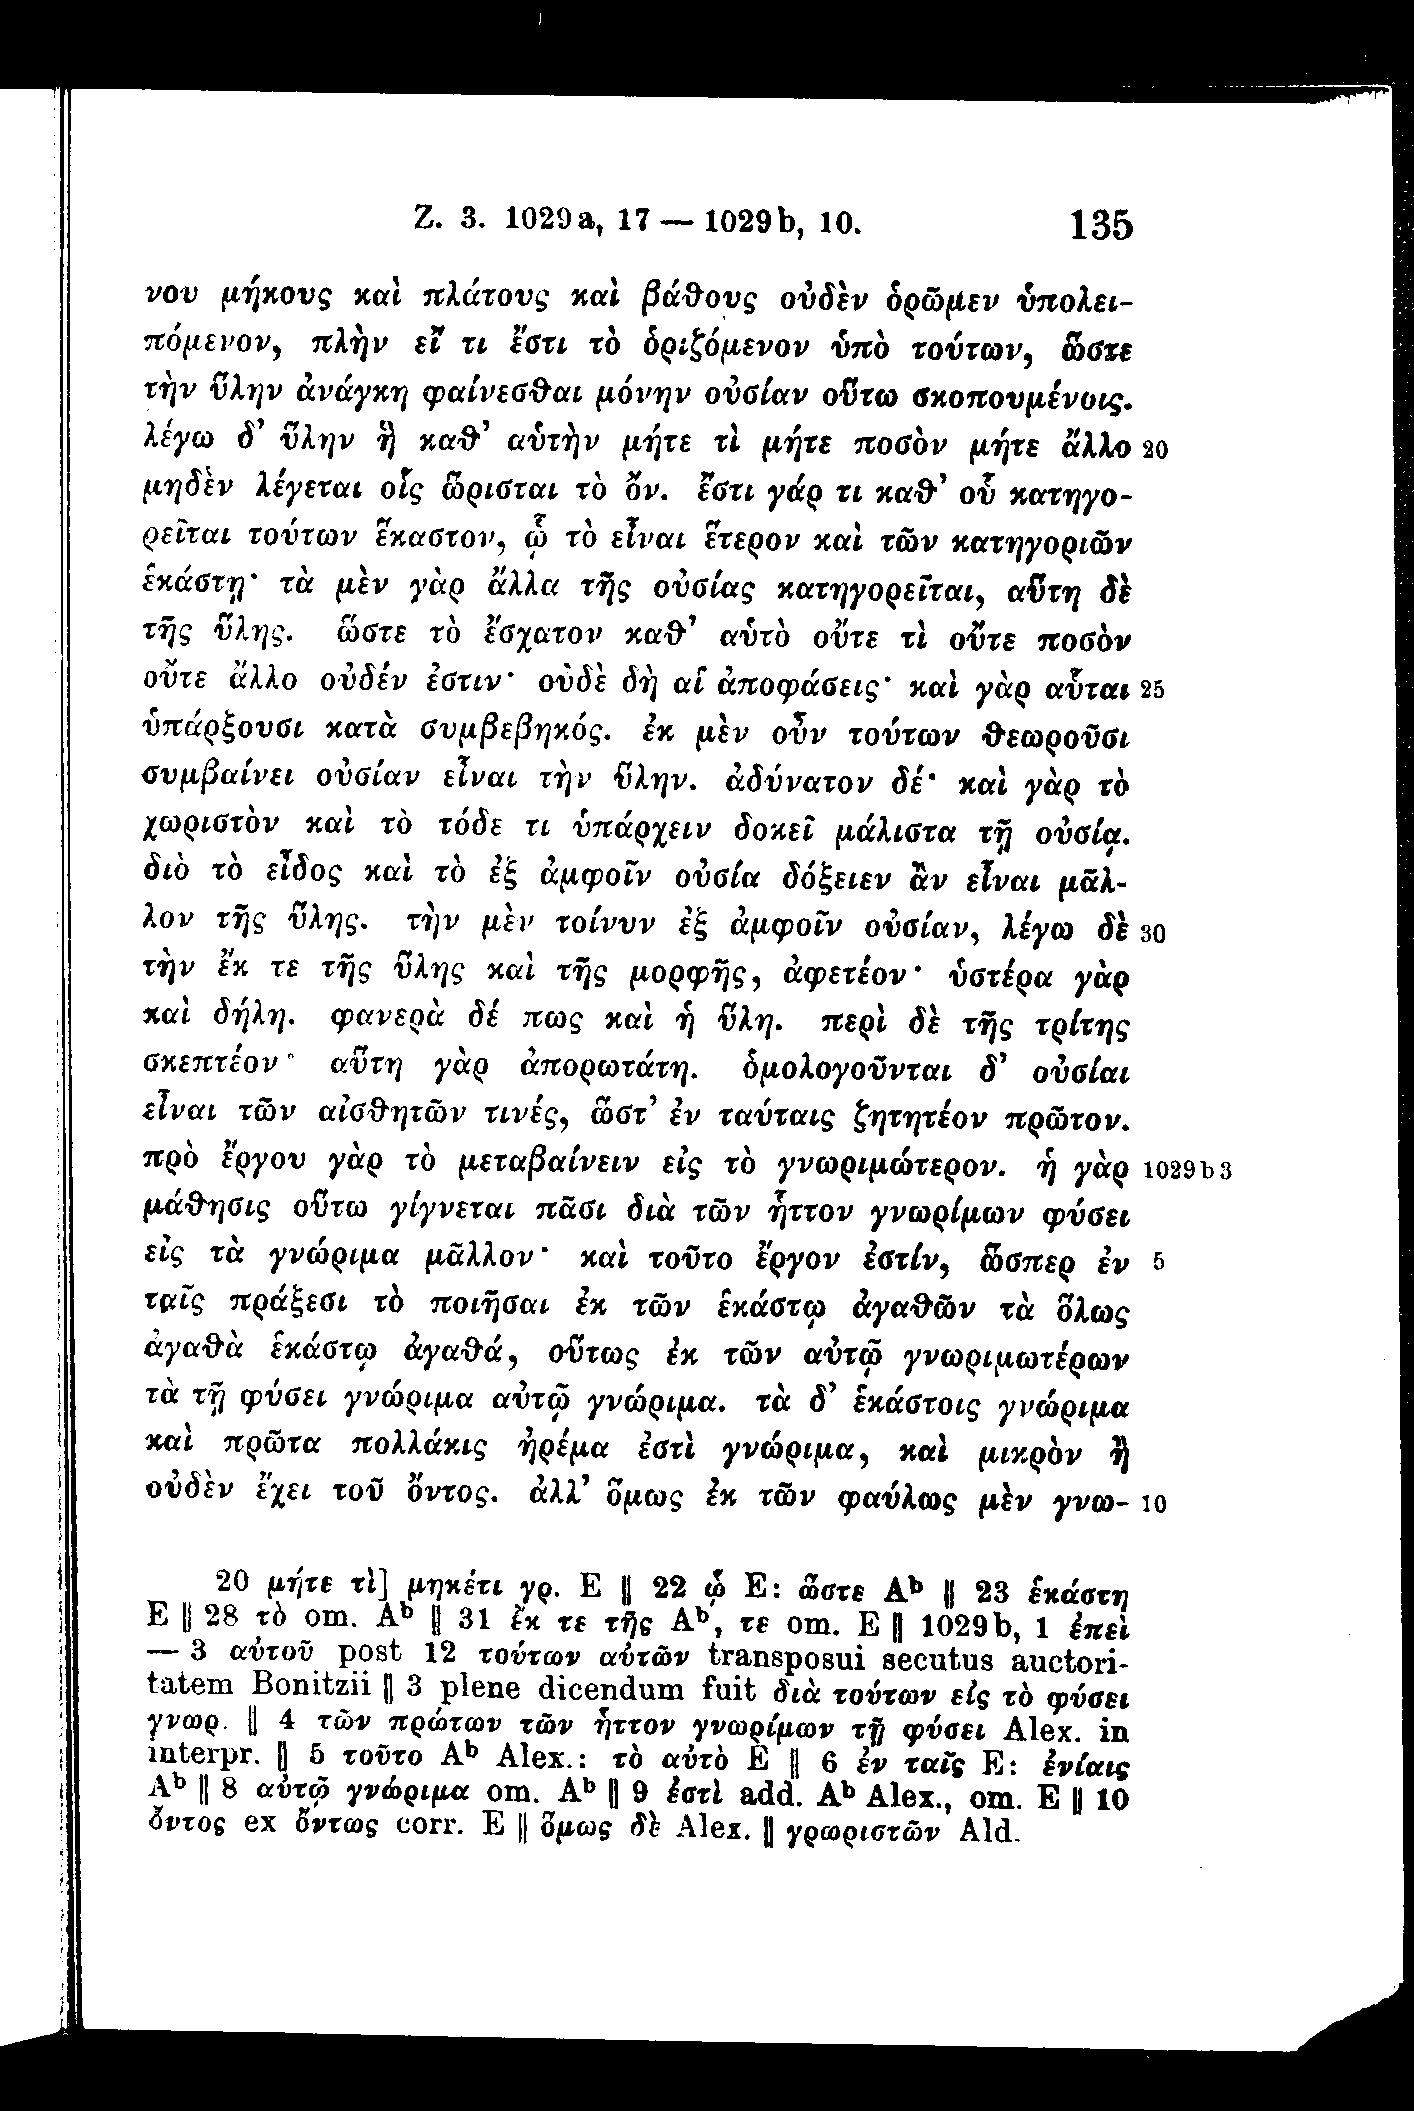 Z. 3. 1029a, 17 — 1029b, 10. 135
νου μήκους καὶ πλάτους καὶ βάθους οὐδὲν ὁρῶμεν ὑπολει-
πόμενον, πλὴν εἴ τι ἔστι τὸ ὁριζόμενον ὑπὸ τούτων, ὥστε
τὴν ὕλην ἀνάγκη φαίνεσθαι μόνην οὐσίαν οὕτω σκοπουμένοις.
λέγω δ’ ὕλην ἣ καθ’ αὑτὴν μήτε τὶ μήτε ποσὸν μήτε ἄλλο 20
μηδὲν λέγεται οἷς ὥρισται τὸ ὄν. ἔστι γάρ τι καθ’ οὗ κατηγο-
ρεῖται τούτων ἕκαστον, ᾧ τὸ εἶναι ἕτερον καὶ τῶν κατηγοριῶν
ἑκάστῃ· τὰ μὲν γὰρ ἄλλα τῆς οὐσίας κατηγορεῖται, αὕτη δὲ
τῆς ὕλης. ὥστε τὸ ἔσχατον καθ’ αὑτὸ οὔτε τὶ οὔτε ποσὸν
οὔτε ἄλλο οὐδέν ἐστιν· οὐδὲ δὴ αἱ ἀποφάσεις· καὶ γὰρ αὗται 25
ὑπάρξουσι κατὰ συμβεβηκός. ἐκ μὲν οὖν τούτων θεωροῦσι
συμβαίνει οὐσίαν εἶναι τὴν ὕλην. ἀδύνατον δέ· καὶ γὰρ τὸ
χωριστὸν καὶ τὸ τόδε τι ὑπάρχειν δοκεῖ μάλιστα τῇ οὐσίᾳ.
διὸ τὸ εἶδος καὶ τὸ ἐξ ἀμφοῖν οὐσία δόξειεν ἂν εἶναι μᾶλ-
λον τῆς ὕλης. τὴν μὲν τοίνυν ἐξ ἀμφοῖν οὐσίαν, λέγω δὲ 30
τὴν ἔκ τε τῆς ὕλης καὶ τῆς μορφῆς, ἀφετέον· ὑστέρα γὰρ
καὶ δήλη. φανερὰ δέ πως καὶ ἡ ὕλη. περὶ δὲ τῆς τρίτης
σκεπτέον· αὕτη γὰρ ἀπορωτάτη. ὁμολογοῦνται δ’ οὐσίαι
εἶναι τῶν αἰσθητῶν τινές, ὥστ’ ἐν ταύταις ζητητέον πρῶτον.
πρὸ ἔργου γὰρ τὸ μεταβαίνειν εἰς τὸ γνωριμώτερον. ἡ γὰρ 1029b3
μάθησις οὕτω γίγνεται πᾶσι διὰ τῶν ἧττον γνωρίμων φύσει
εἰς τὰ γνώριμα μᾶλλον· καὶ τοῦτο ἔργον ἐστίν, ὥσπερ ἐν 5
ταῖς πράξεσι τὸ ποιῆσαι ἐκ τῶν ἑκάστῳ ἀγαθῶν τὰ ὅλως
ἀγαθὰ ἑκάστῳ ἀγαθά, οὕτως ἐκ τῶν αὐτῷ γνωριμωτέρων
τὰ τῇ φύσει γνώριμα αὐτῷ γνώριμα. τὰ δ’ ἑκάστοις γνώριμα
καὶ πρῶτα πολλάκις ἠρέμα ἐστὶ γνώριμα, καὶ μικρὸν ἢ
οὐδὲν ἔχει τοῦ ὄντος. ἀλλ’ ὅμως ἐκ τῶν φαύλως μὲν γνω- 10
20 μήτε τὶ] μηκέτι γρ. E || 22 ᾧ E: ὥστε Aᵇ || 23 ἑκάστη
E || 28 τὸ om. Aᵇ || 31 ἔκ τε τῆς Aᵇ, τε om. E || 1029b, 1 ἐπεὶ
— 3 αὐτοῦ post 12 τούτων αὐτῶν transposui secutus auctori-
tatem Bonitzii || 3 plene dicendum fuit διὰ τούτων εἰς τὸ φύσει
γνωρ. || 4 τῶν πρώτων τῶν ἧττον γνωρίμων τῇ φύσει Alex. in
interpr. || 5 τοῦτο Aᵇ Alex.: τὸ αὐτὸ E || 6 ἐν ταῖς E: ἐνίαις
Aᵇ || 8 αὐτῷ γνώριμα om. Aᵇ || 9 ἐστὶ add. Aᵇ Alex., om. E || 10
ὄντος ex ὄντως corr. E || ὅμως δὲ Alex. || γρωριστῶν Ald.